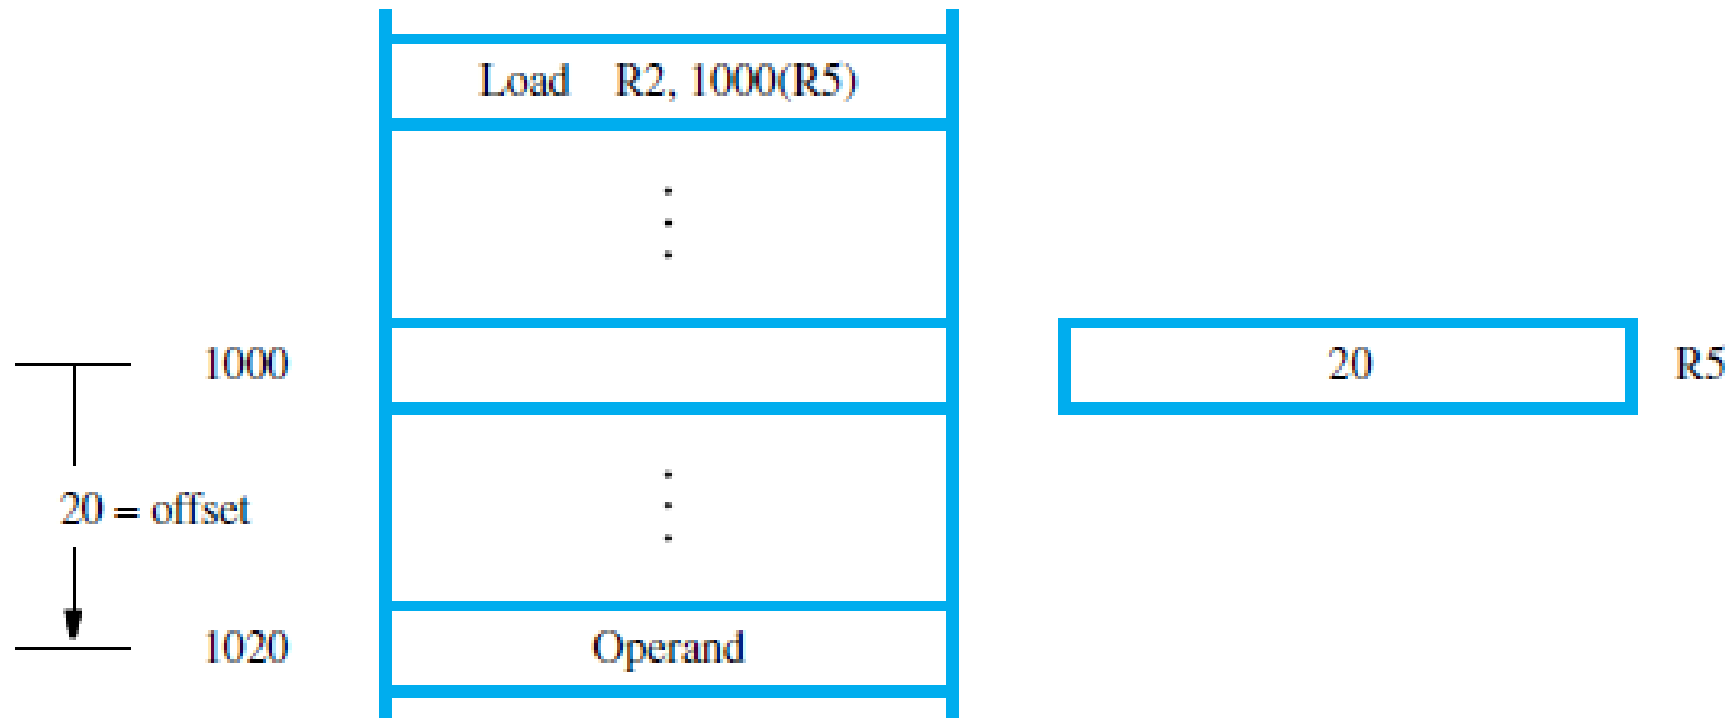 Load R2, 1000(R5)
1000
20
R5
20 = offset
1020
Operand